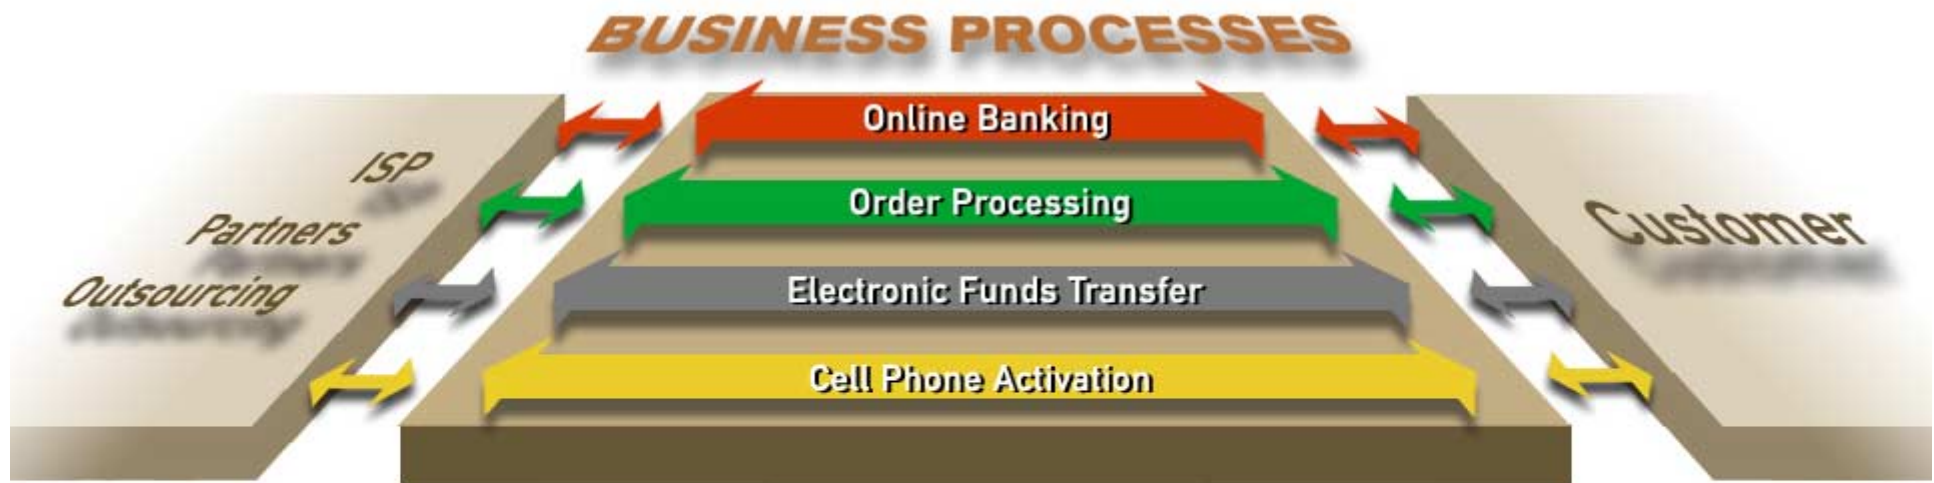 BUSINESS PROCESSES
Online Banking
Order Processing
Electronic Funds Transfer
Cell Phone Activation
ISP
Partners
Outsourcing
Customer